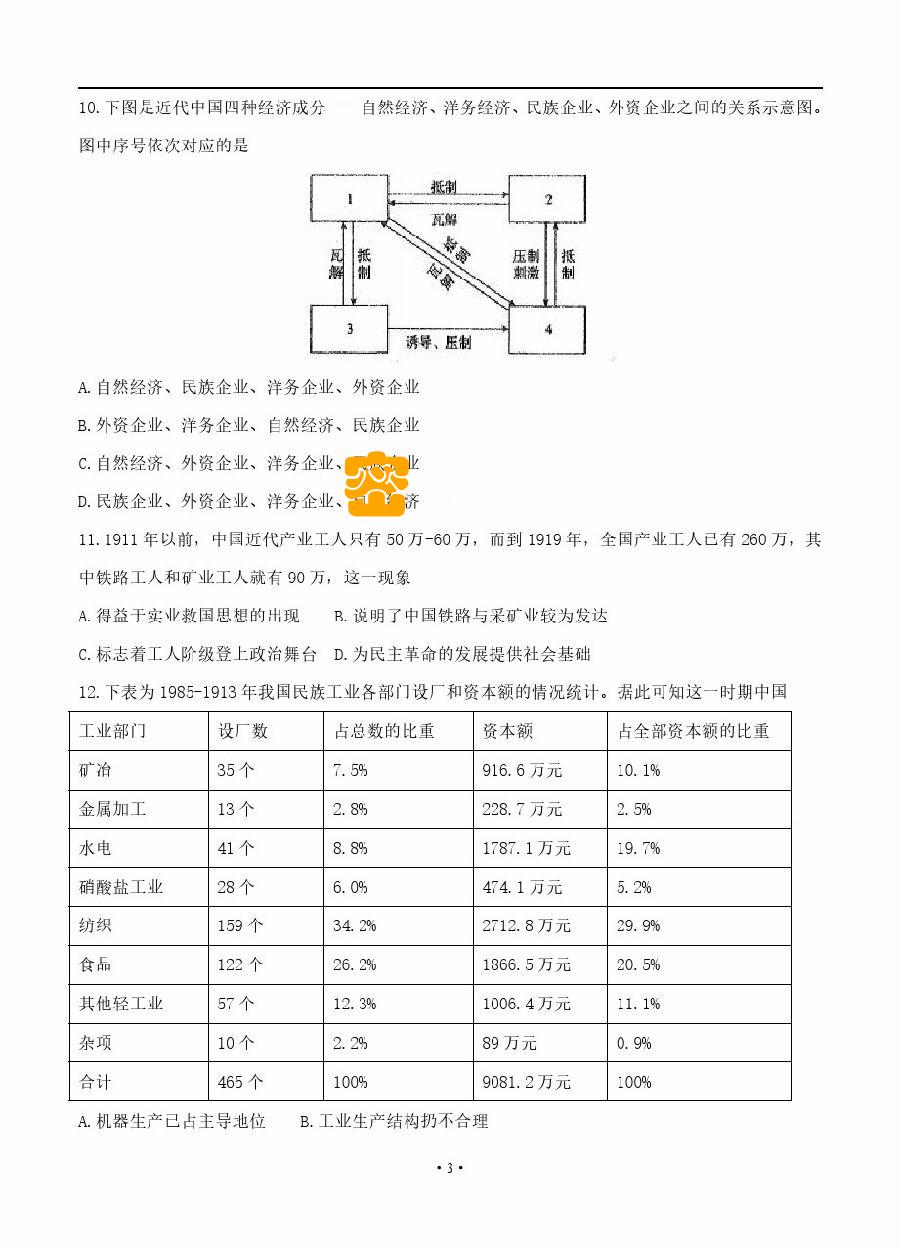 10.下图是近代中国四种经济成分 自然经济、洋务经济、民族企业、外资企业之间的关系示意图。
图中序号依次对应的是
抵制
1
2
瓦解
瓦解
抵制
抵制
瓦解
压制
刺激
抵制
3
4
诱导、压制
A.自然经济、民族企业、洋务企业、外资企业
B.外资企业、洋务企业、自然经济、民族企业
C.自然经济、外资企业、洋务企业、民族企业
D.民族企业、外资企业、洋务企业、经济
11.1911年以前，中国近代产业工人只有50万-60万，而到1919年，全国产业工人已有260万，其
中铁路工人和矿业工人就有90万，这一现象
A.得益于实业救国思想的出现 B.说明了中国铁路与采矿业较为发达
C.标志着工人阶级登上政治舞台 D.为民主革命的发展提供社会基础
12.下表为1985-1913年我国民族工业各部门设厂和资本额的情况统计。据此可知这一时期中国
工业部门 设厂数 占总数的比重 资本额 占全部资本额的比重
矿冶 35个 7.5% 916.6万元 10.1%
金属加工 13个 2.8% 228.7万元 2.5%
水电 41个 8.8% 1787.1万元 19.7%
硝酸盐工业 28个 6.0% 474.1万元 5.2%
纺织 159个 34.2% 2712.8万元 29.9%
食品 122个 26.2% 1866.5万元 20.5%
其他轻工业 57个 12.3% 1006.4万元 11.1%
杂项 10个 2.2% 89万元 0.9%
合计 465个 100% 9081.2万元 100%
A.机器生产已占主导地位 B.工业生产结构扔不合理
·3·